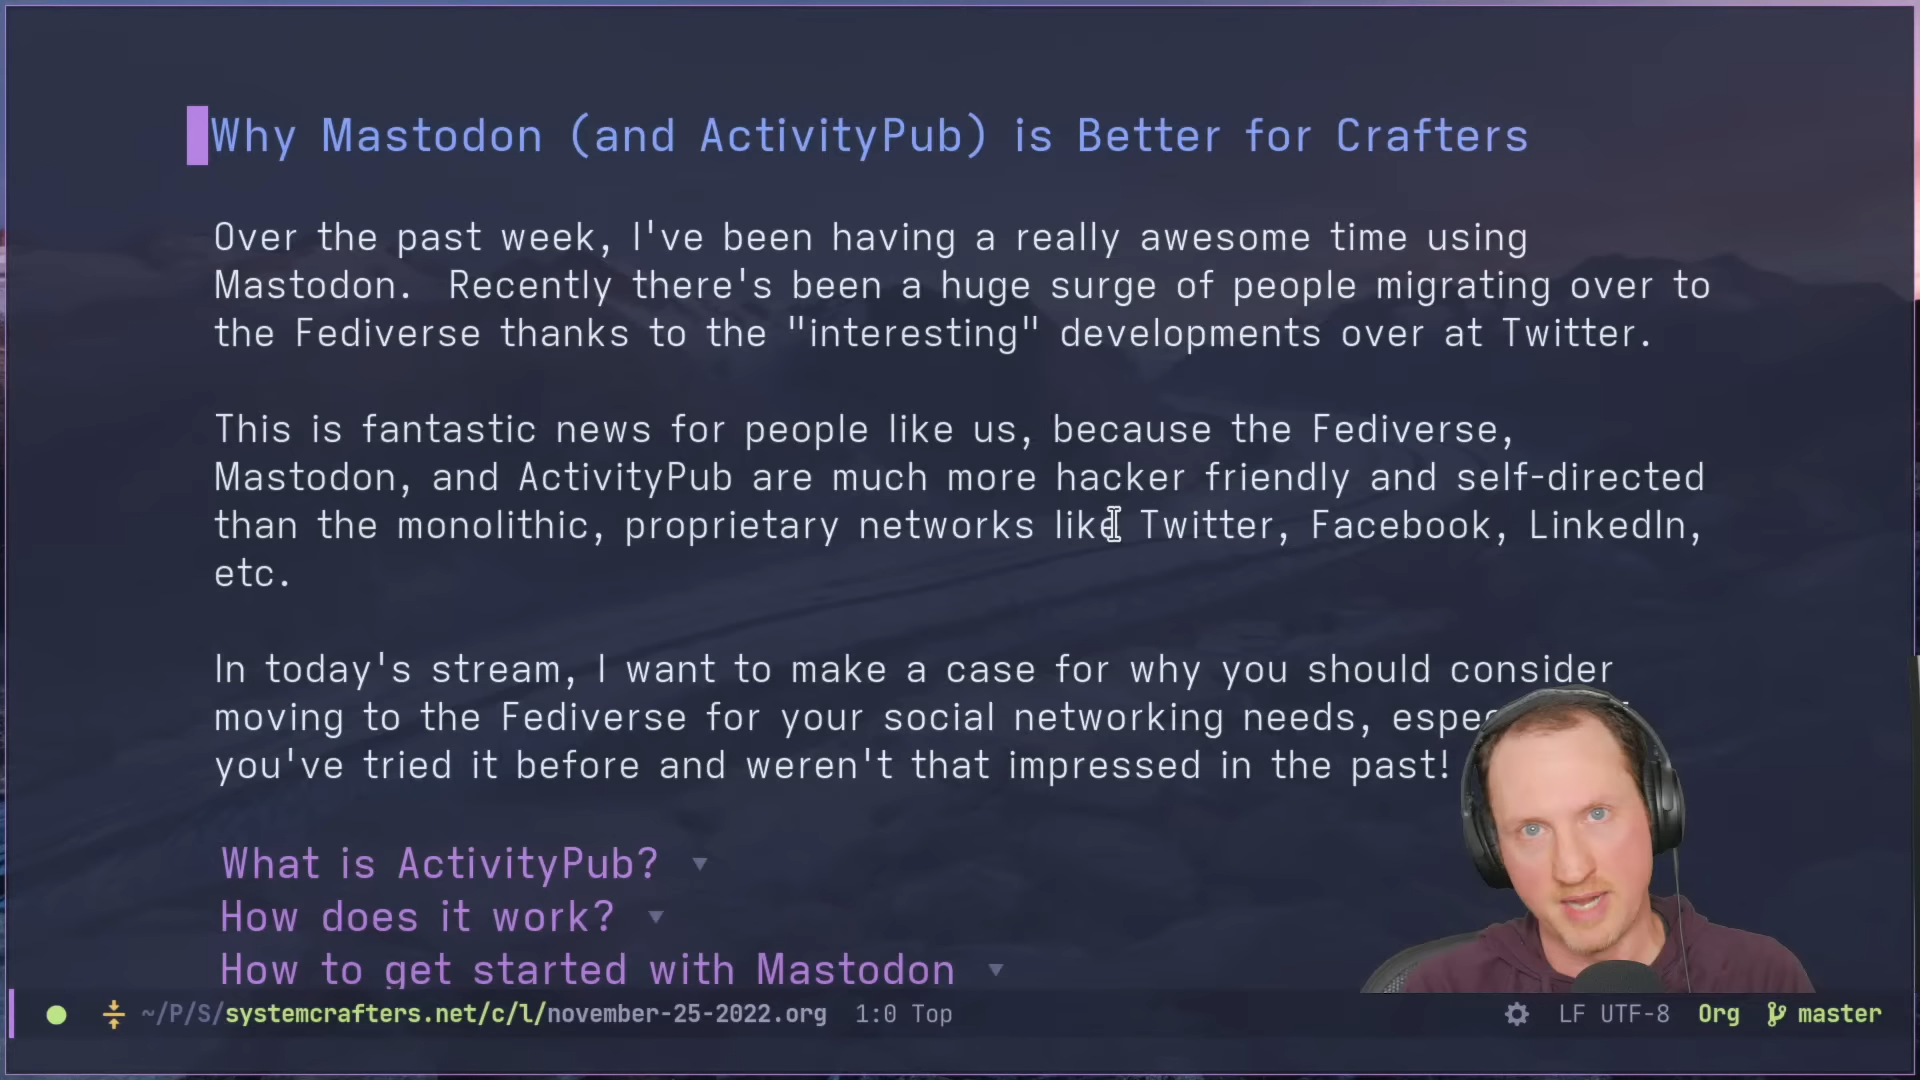 Why Mastodon (and ActivityPub) is Better for Crafters
Over the past week, I've been having a really awesome time using
Mastodon.  Recently there's been a huge surge of people migrating over to
the Fediverse thanks to the "interesting" developments over at Twitter.
This is fantastic news for people like us, because the Fediverse,
Mastodon, and ActivityPub are much more hacker friendly and self-directed
than the monolithic, proprietary networks like Twitter, Facebook, LinkedIn,
etc.
In today's stream, I want to make a case for why you should consider
moving to the Fediverse for your social networking needs,
you've tried it before and weren't that impressed in the past!
What is ActivityPub? ▼
How does it work? ▼
How to get started with Mastodon ▼
~/P/S/systemcrafters.net/c/l/november-25-2022.org 1:0 Top LF UTF-8 Org master